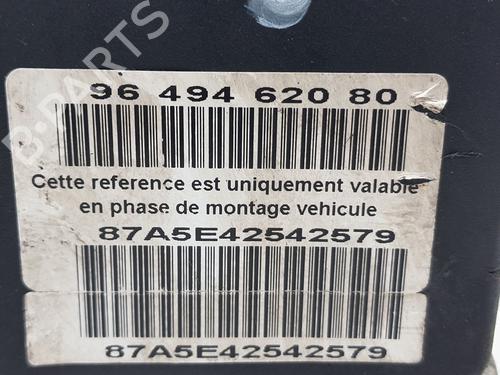 B-PARTS
96 494 620 80
Cette reference est uniquement valable
en phase de montage vehicule
87A5E42542579
87A5E42542579